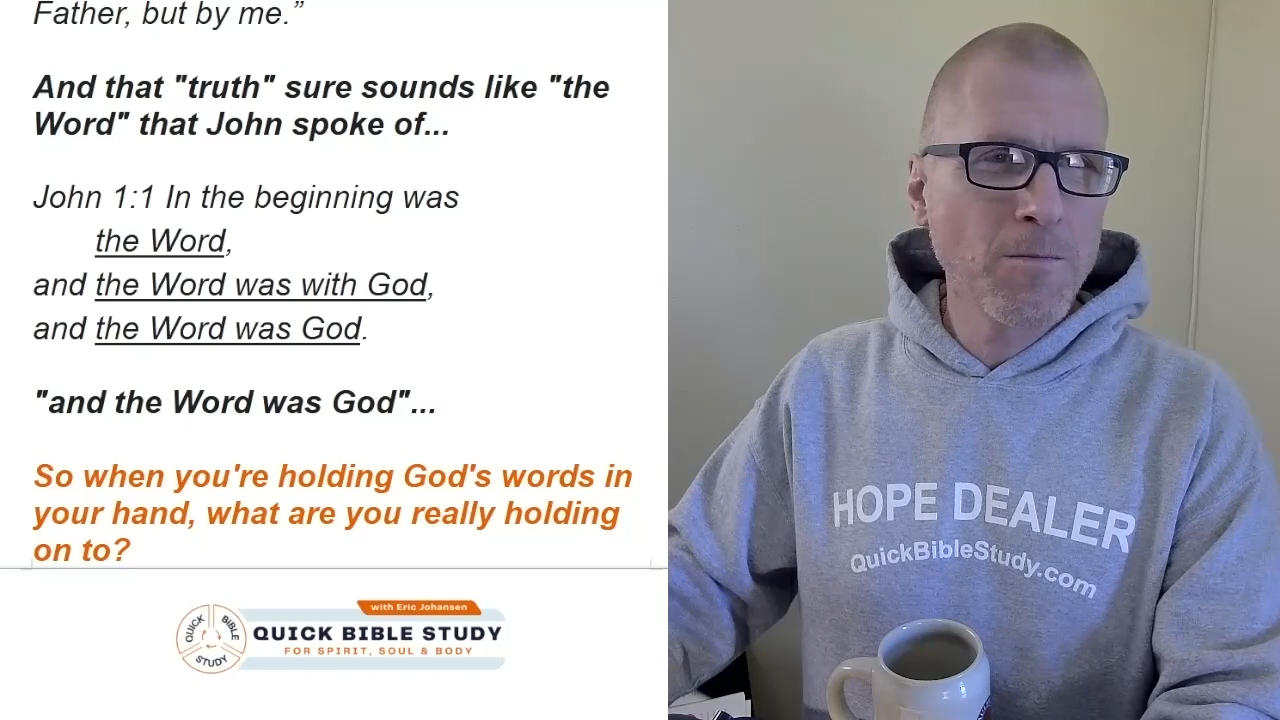 Father, but by me.”
And that "truth" sure sounds like "the
Word" that John spoke of...
John 1:1 In the beginning was
the Word,
and the Word was with God,
and the Word was God.
"and the Word was God"...
So when you're holding God's words in
your hand, what are you really holding
on to?
with Eric Johansen
QUICK BIBLE STUDY
QUICK BIBLE STUDY
FOR SPIRIT, SOUL & BODY
HOPE DEALER
QuickBibleStudy.com